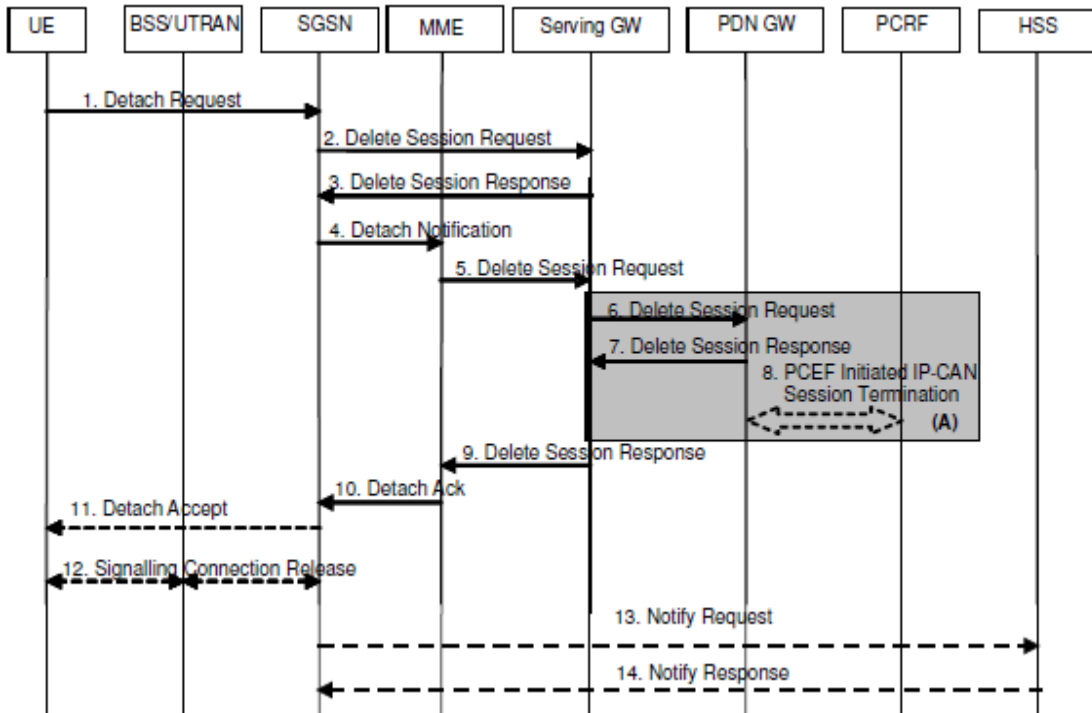 UE
BSS/UTRAN
SGSN
MME
Serving GW
PDN GW
PCRF
HSS
1. Detach Request
2. Delete Session Request
3. Delete Session Response
4. Detach Notification
5. Delete Session Request
6. Delete Session Request
7. Delete Session Response
8. PCEF Initiated IP-CAN
Session Termination
(A)
9. Delete Session Response
10. Detach Ack
11. Detach Accept
12. Signalling Connection Release
13. Notify Request
14. Notify Response